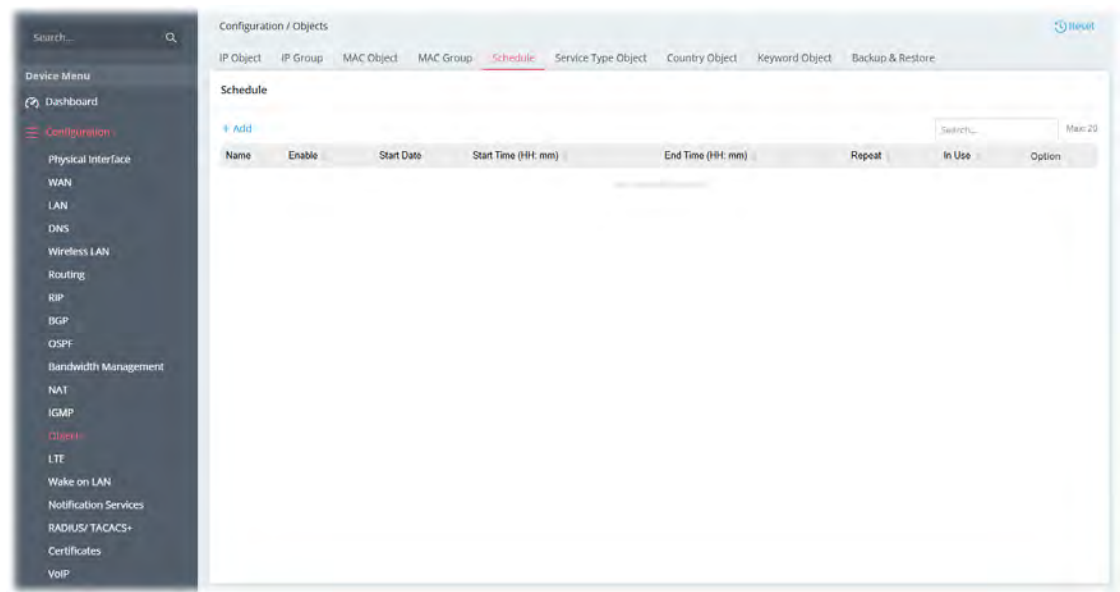 Search...
Configuration / Objects
Reset
IP Object IP Group MAC Object MAC Group Schedule Service Type Object Country Object Keyword Object Backup & Restore
Device Menu
Schedule
Dashboard
+ Add
Search...
Max: 20
Configuration
Name Enable Start Date Start Time (HH: mm) End Time (HH: mm) Repeat In Use Option
Physical Interface
WAN
LAN
DNS
Wireless LAN
Routing
RIP
BGP
OSPF
Bandwidth Management
NAT
IGMP
Objects
LTE
Wake on LAN
Notification Services
RADIUS/ TACACS+
Certificates
VoIP